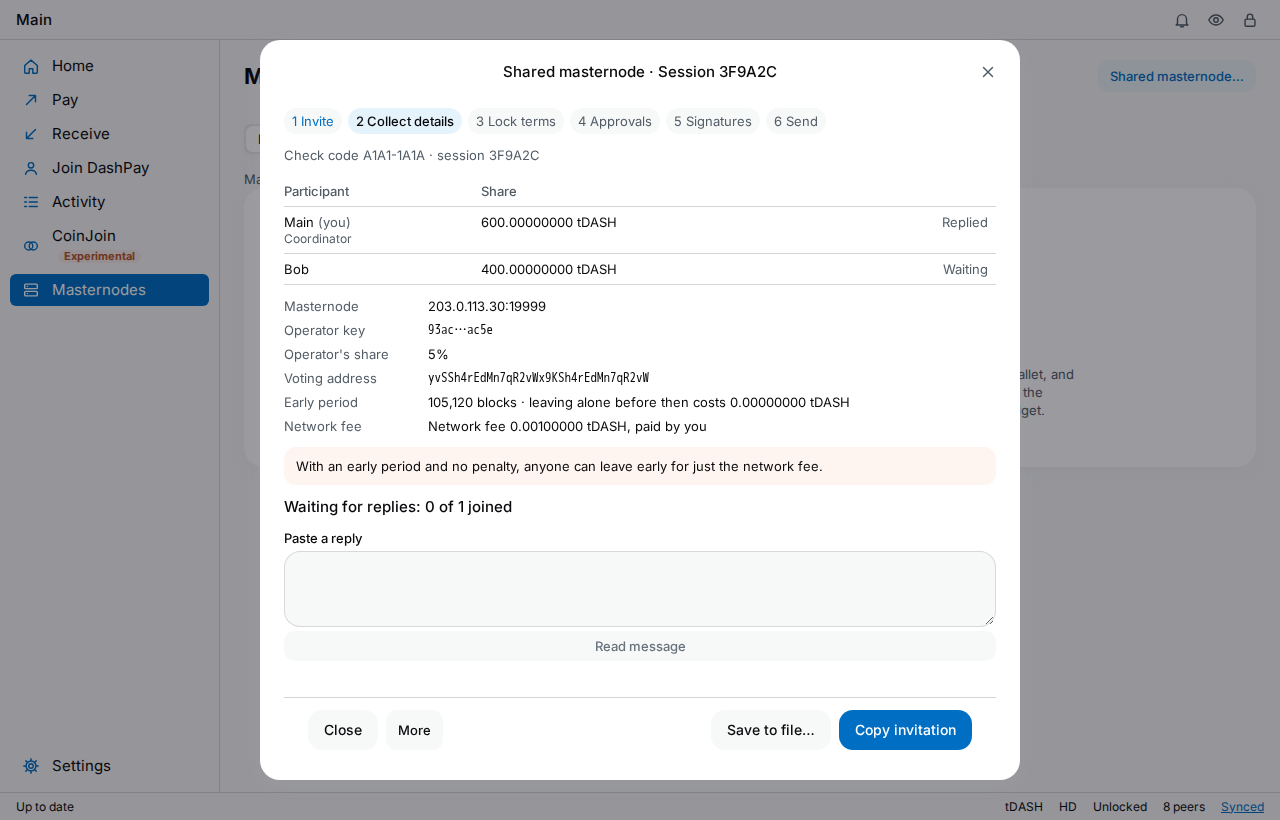 Main
Home
Pay
Receive
Join DashPay
Activity
CoinJoin
Experimental
Masternodes
Settings
Shared masternode...
Shared masternode · Session 3F9A2C
1 Invite
2 Collect details
3 Lock terms
4 Approvals
5 Signatures
6 Send
Check code A1A1-1A1A · session 3F9A2C
Participant Share
Main (you) 600.00000000 tDASH Replied
Coordinator
Bob 400.00000000 tDASH Waiting
Masternode 203.0.113.30:19999
Operator key 93ac···ac5e
Operator's share 5%
Voting address yvSSh4rEdMn7qR2vWx9KSh4rEdMn7qR2vW
Early period 105,120 blocks · leaving alone before then costs 0.00000000 tDASH
Network fee Network fee 0.00100000 tDASH, paid by you
With an early period and no penalty, anyone can leave early for just the network fee.
Waiting for replies: 0 of 1 joined
Paste a reply
Read message
Close
More
Save to file...
Copy invitation
and
the
Up to date
tDASH HD Unlocked 8 peers Synced